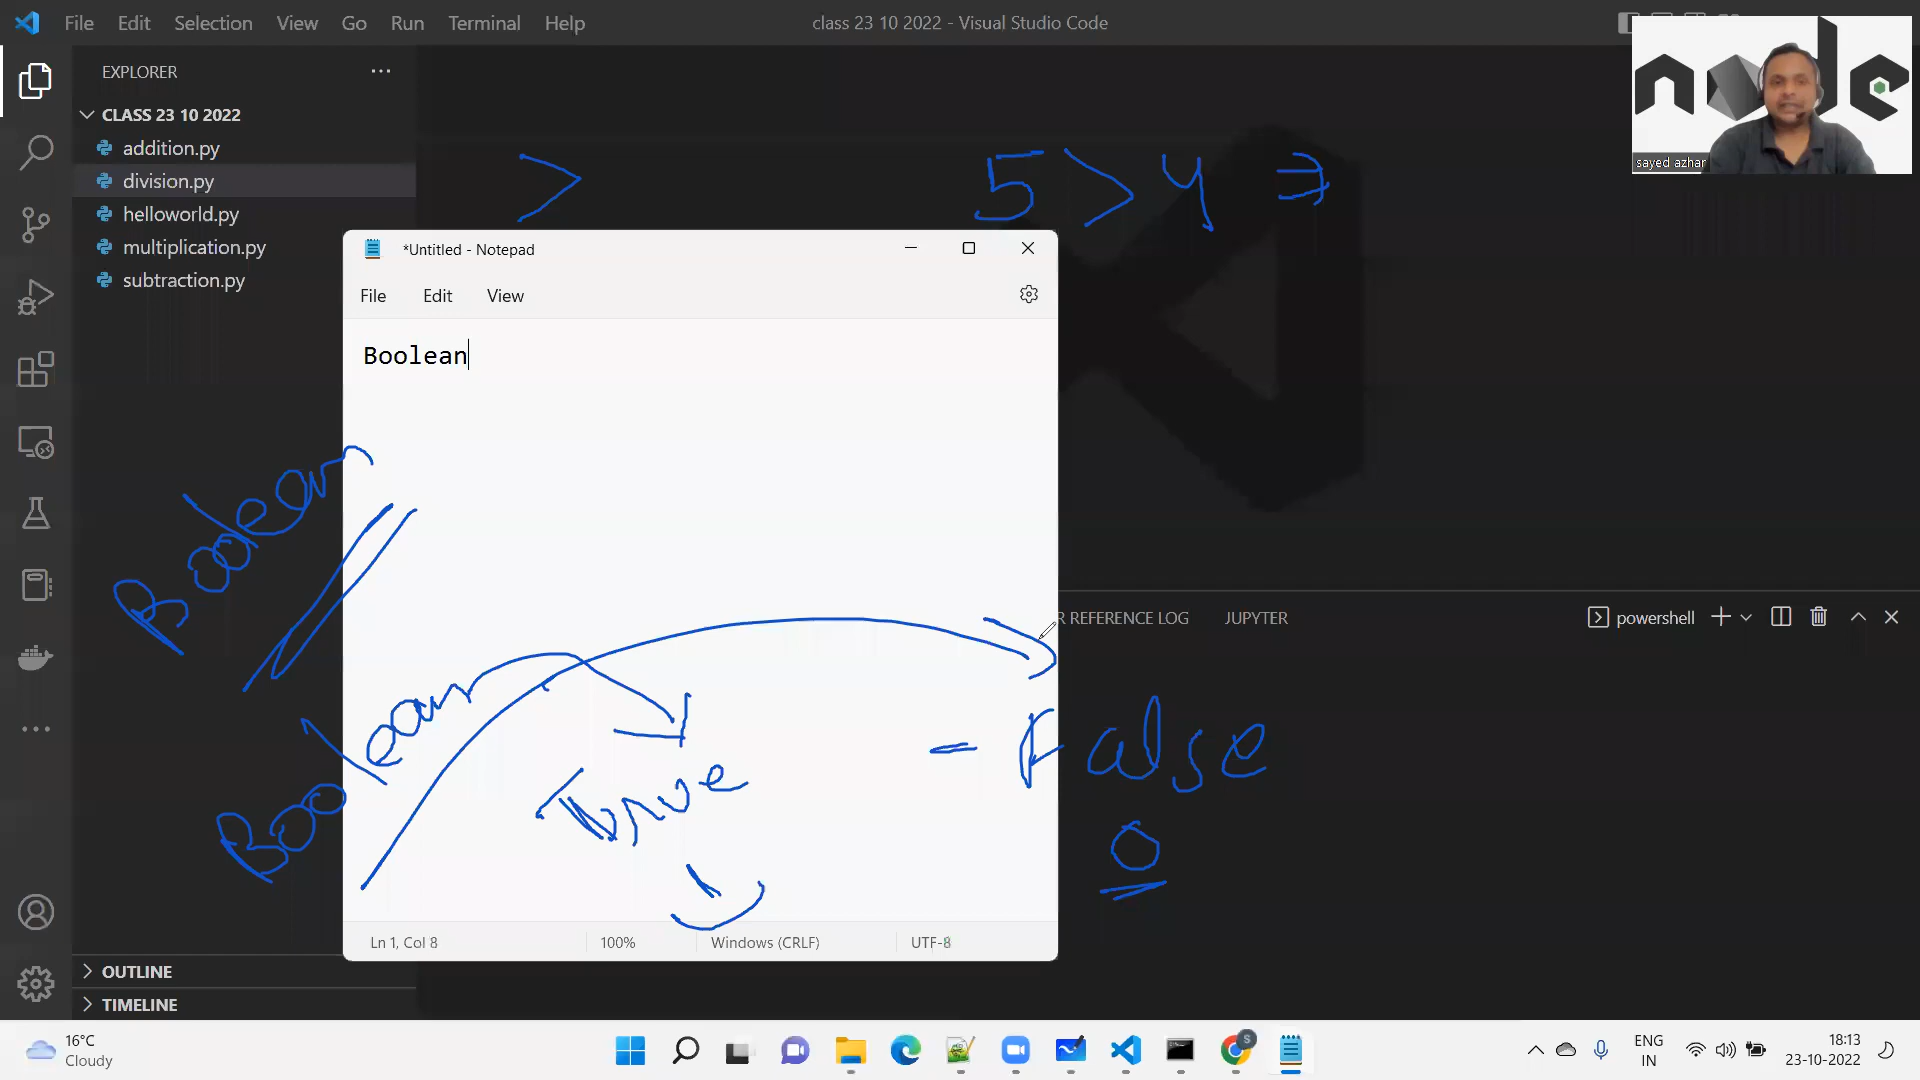 File Edit Selection View Go Run Terminal Help
class 23 10 2022 - Visual Studio Code
node
sayed azhar
EXPLORER
CLASS 23 10 2022
addition.py
division.py
helloworld.py
multiplication.py
subtraction.py
> 5 > 4 =>
*Untitled - Notepad
File Edit View
Boolean
Boolean
Boolean
True
= False
0
R REFERENCE LOG JUPYTER
powershell
Ln 1, Col 8 100% Windows (CRLF) UTF-8
OUTLINE
TIMELINE
16°C
Cloudy
S
ENG
IN
18:13
23-10-2022